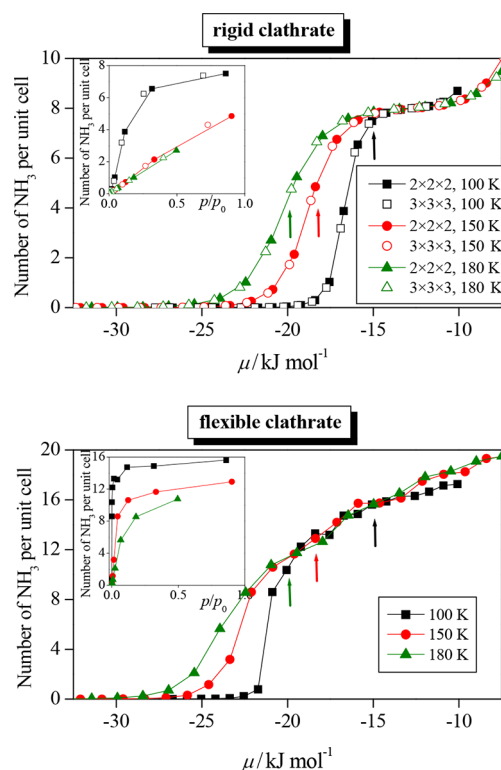 rigid clathrate
Number of NH3 per unit cell
10
8
6
4
2
0
-30
-25
-20
-15
-10
μ/kJ mol-1
Number of NH3 per unit cell
8
6
4
2
0
0.0
0.5
1.0
p/p0
2×2×2, 100 K
3×3×3, 100 K
2×2×2, 150 K
3×3×3, 150 K
2×2×2, 180 K
3×3×3, 180 K
flexible clathrate
Number of NH3 per unit cell
20
16
12
8
4
0
-30
-25
-20
-15
-10
μ/kJ mol-1
Number of NH3 per unit cell
16
12
8
4
0
0.0
0.5
1.0
p/p0
100 K
150 K
180 K